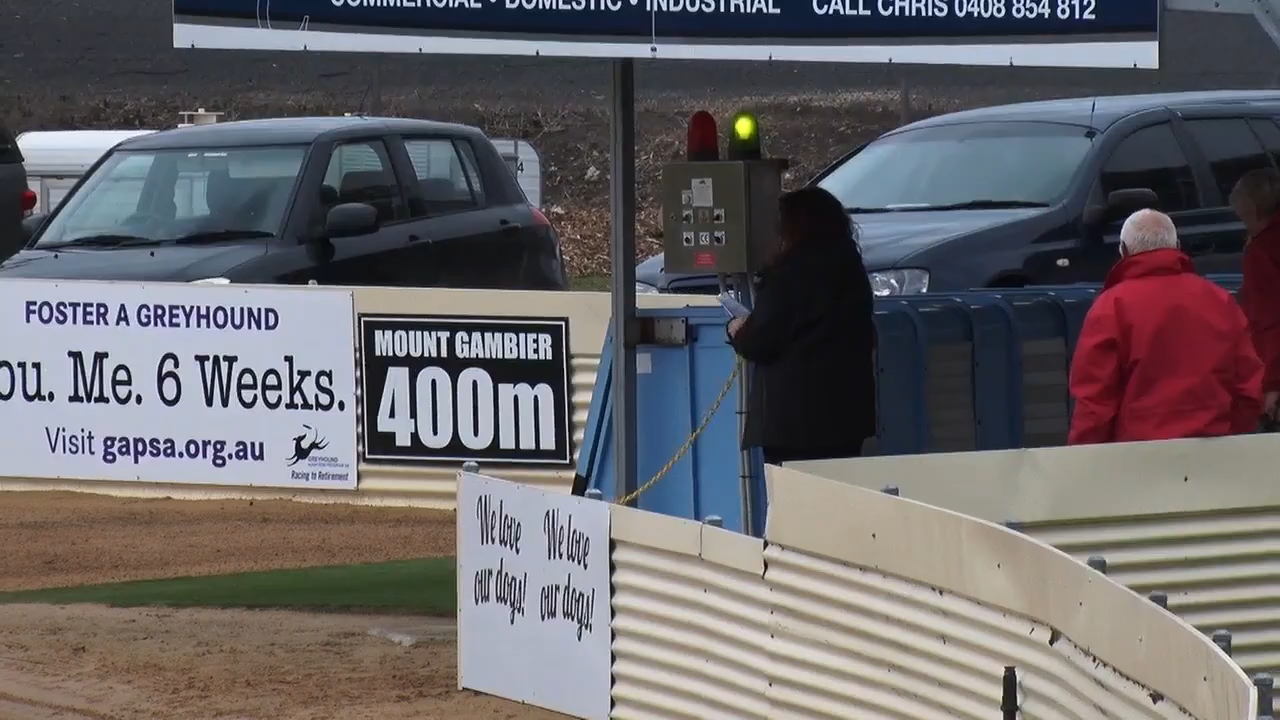 COMMERCIAL • DOMESTIC • INDUSTRIAL CALL CHRIS 0408 854 812
FOSTER A GREYHOUND
ou. Me. 6 Weeks.
Visit gapsa.org.au
GREYHOUND
Racing to Retirement
MOUNT GAMBIER
400m
We love our dogs!
We love our dogs!